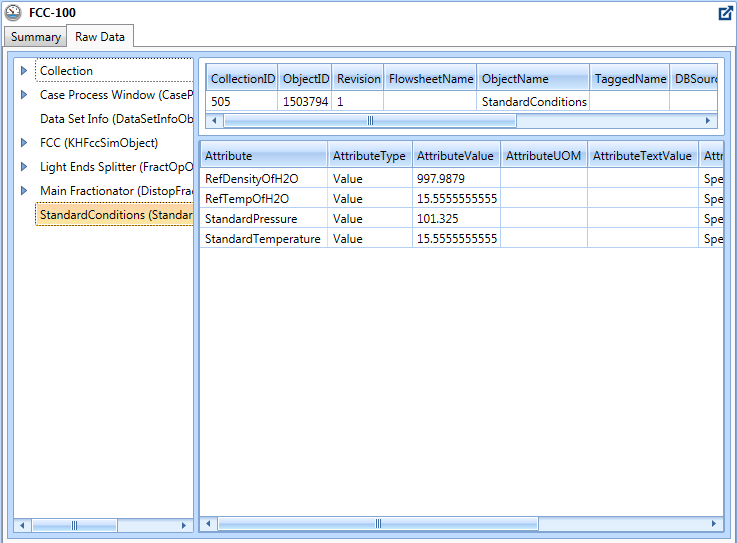 FCC-100
Summary Raw Data
Collection
Case Process Window (CaseP
Data Set Info (DataSetInfoOb
FCC (KHFccSimObject)
Light Ends Splitter (FractOpO
Main Fractionator (DistopFrac
StandardConditions (Standar
CollectionID ObjectID Revision FlowsheetName ObjectName TaggedName DBSourc
505 1503794 1 StandardConditions
Attribute AttributeType AttributeValue AttributeUOM AttributeTextValue Attri
RefDensityOfH2O Value 997.9879 Spe
RefTempOfH2O Value 15.5555555555 Spe
StandardPressure Value 101.325 Spe
StandardTemperature Value 15.5555555555 Spe